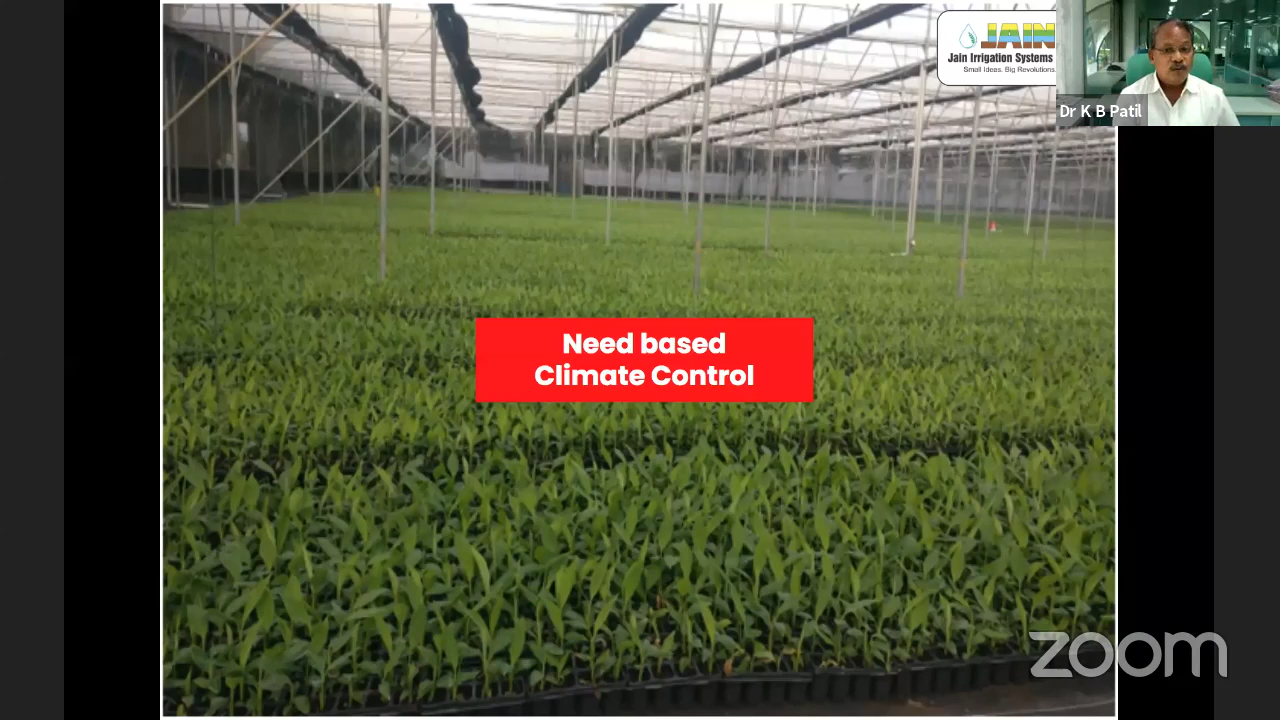 JAIN
Jain Irrigation Systems
Small Ideas. Big Revolutions.
Dr K B Patil
Need based
Climate Control
zoom